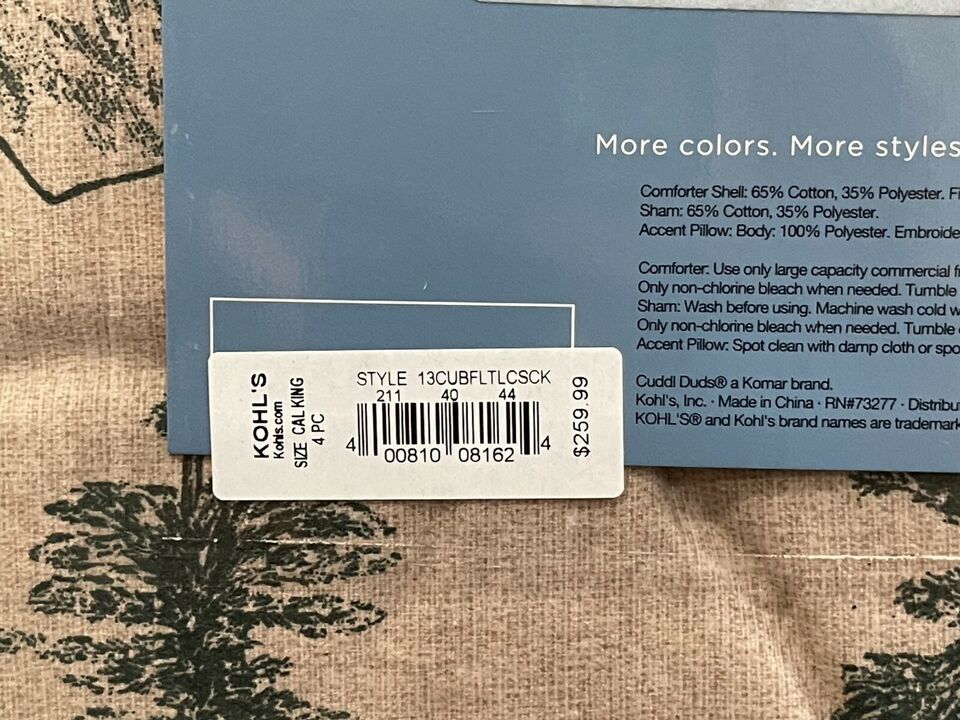 More colors. More styles
Comforter Shell: 65% Cotton, 35% Polyester.
Sham: 65% Cotton, 35% Polyester.
Accent Pillow: Body: 100% Polyester.
Comforter: Use only large capacity commercial
Only non-chlorine bleach when needed. Tumble
Sham: Wash before using. Machine wash cold
Only non-chlorine bleach when needed. Tumble
Accent Pillow: Spot clean with damp cloth or
Cuddl Duds® a Komar brand.
Kohl's, Inc. · Made in China · RN#73277 ·
KOHL'S® and Kohl's brand names are
KOHL'S
Kohls.com
SIZE CAL KING
4 PC
STYLE 13CUBFLTLCSCK
211 40 44
4 00810 08162 4
$259.99